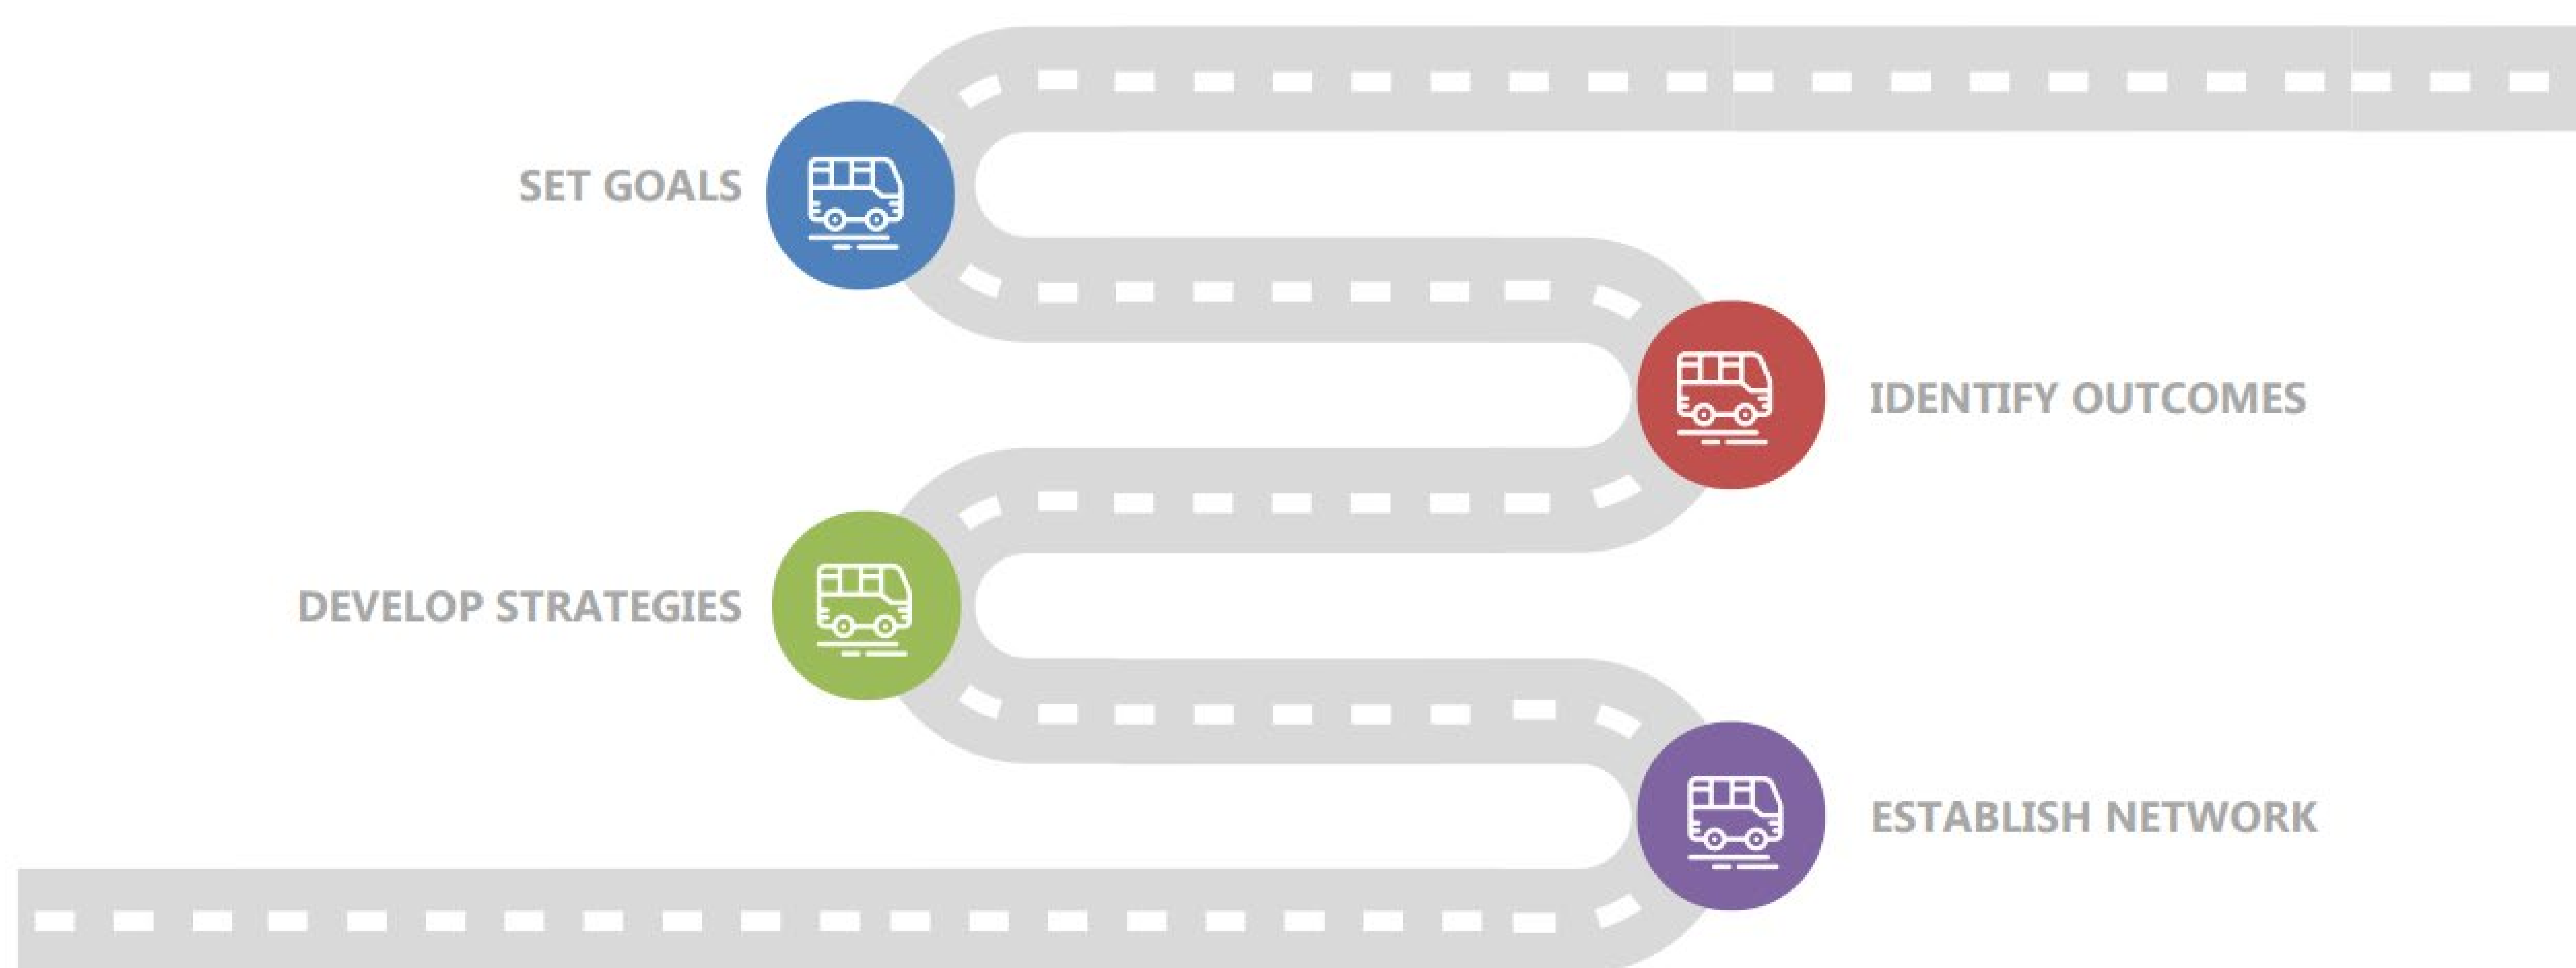 SET GOALS
IDENTIFY OUTCOMES
DEVELOP STRATEGIES
ESTABLISH NETWORK